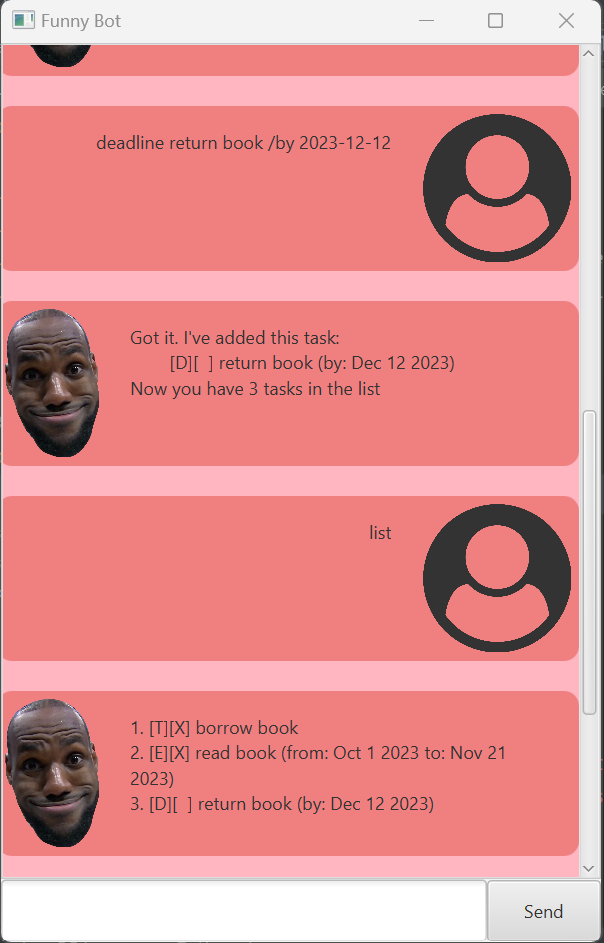 Funny Bot
deadline return book /by 2023-12-12
Got it. I've added this task:
[D][  ] return book (by: Dec 12 2023)
Now you have 3 tasks in the list
list
1. [T][X] borrow book
2. [E][X] read book (from: Oct 1 2023 to: Nov 21
2023)
3. [D][  ] return book (by: Dec 12 2023)
Send